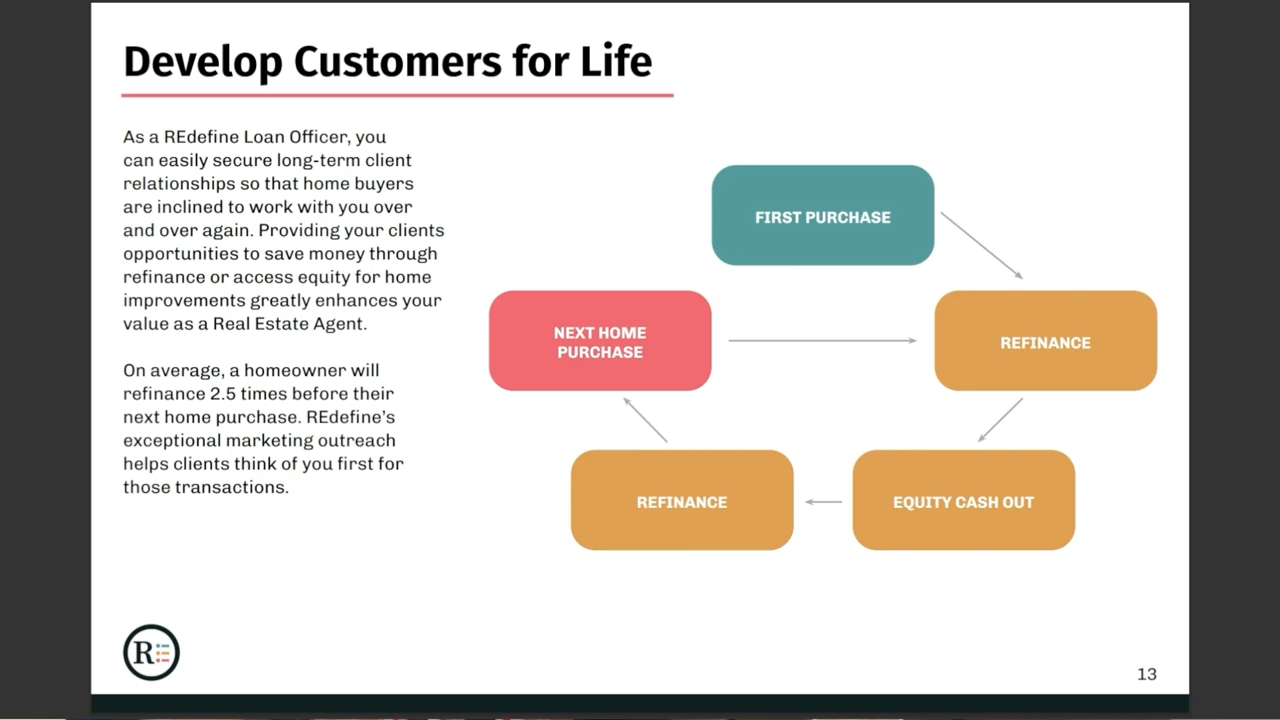 Develop Customers for Life
As a REdefine Loan Officer, you
can easily secure long-term client
relationships so that home buyers
are inclined to work with you over
and over again. Providing your clients
opportunities to save money through
refinance or access equity for home
improvements greatly enhances your
value as a Real Estate Agent.
On average, a homeowner will
refinance 2.5 times before their
next home purchase. REdefine’s
exceptional marketing outreach
helps clients think of you first for
those transactions.
FIRST PURCHASE
NEXT HOME
PURCHASE
REFINANCE
REFINANCE
EQUITY CASH OUT
R
13